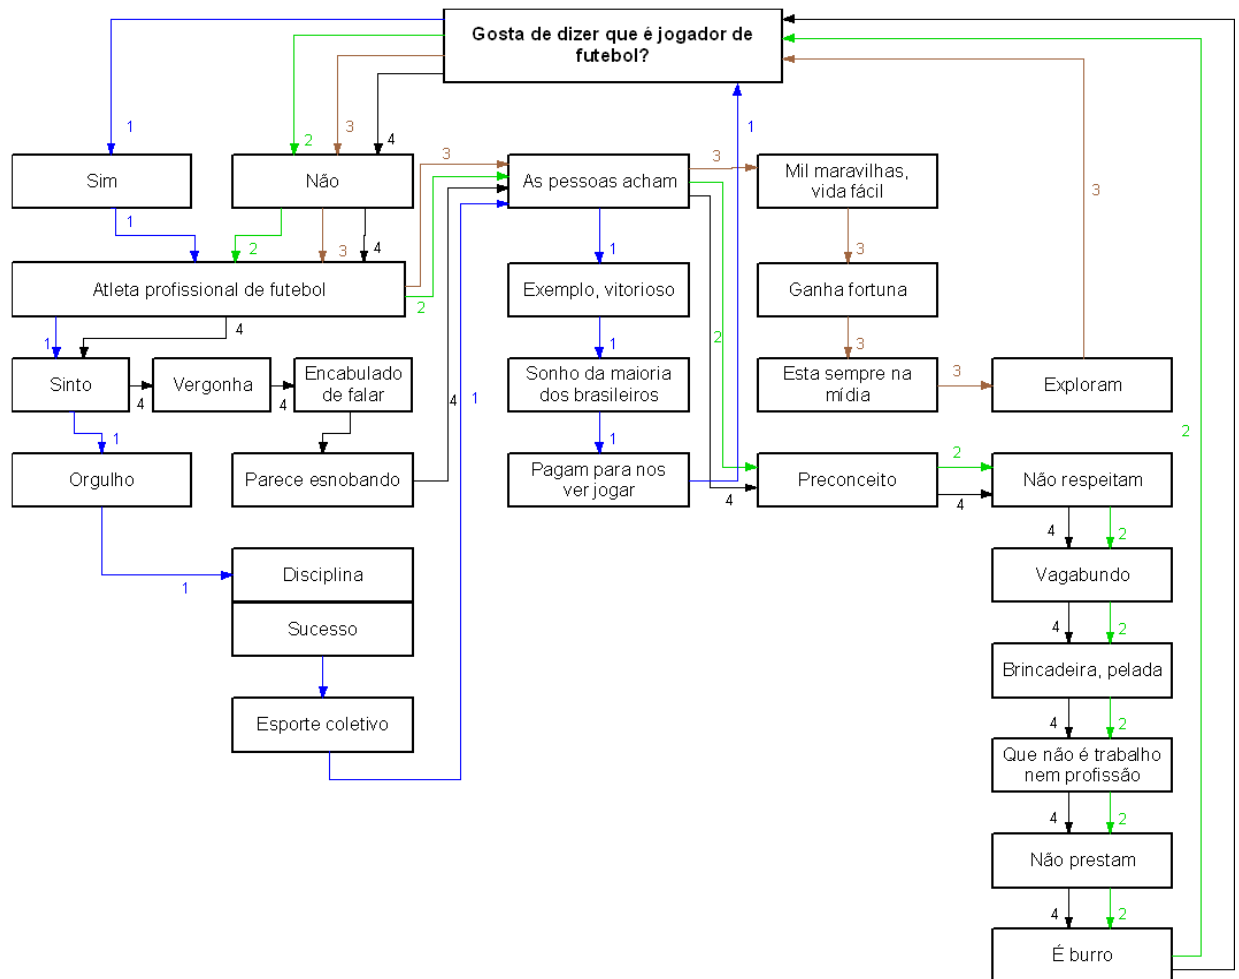 Gosta de dizer que é jogador de
futebol?
1
2
3
4
1
3
Sim
Não
As pessoas acham
Mil maravilhas,
vida fácil
3
3
2
4
1
1
2
3
4
2
1
3
Atleta profissional de futebol
Exemplo, vitorioso
Ganha fortuna
1
4
2
1
3
Sinto
4
Vergonha
4
Encabulado
de falar
4
1
Sonho da maioria
dos brasileiros
Esta sempre na
mídia
3
Exploram
1
1
2
Orgulho
Parece esnobando
Pagam para nos
ver jogar
4
Preconceito
2
4
Não respeitam
4
2
1
Disciplina
Vagabundo
Sucesso
4
2
Brincadeira, pelada
Esporte coletivo
4
2
Que não é trabalho
nem profissão
4
2
Não prestam
4
2
É burro